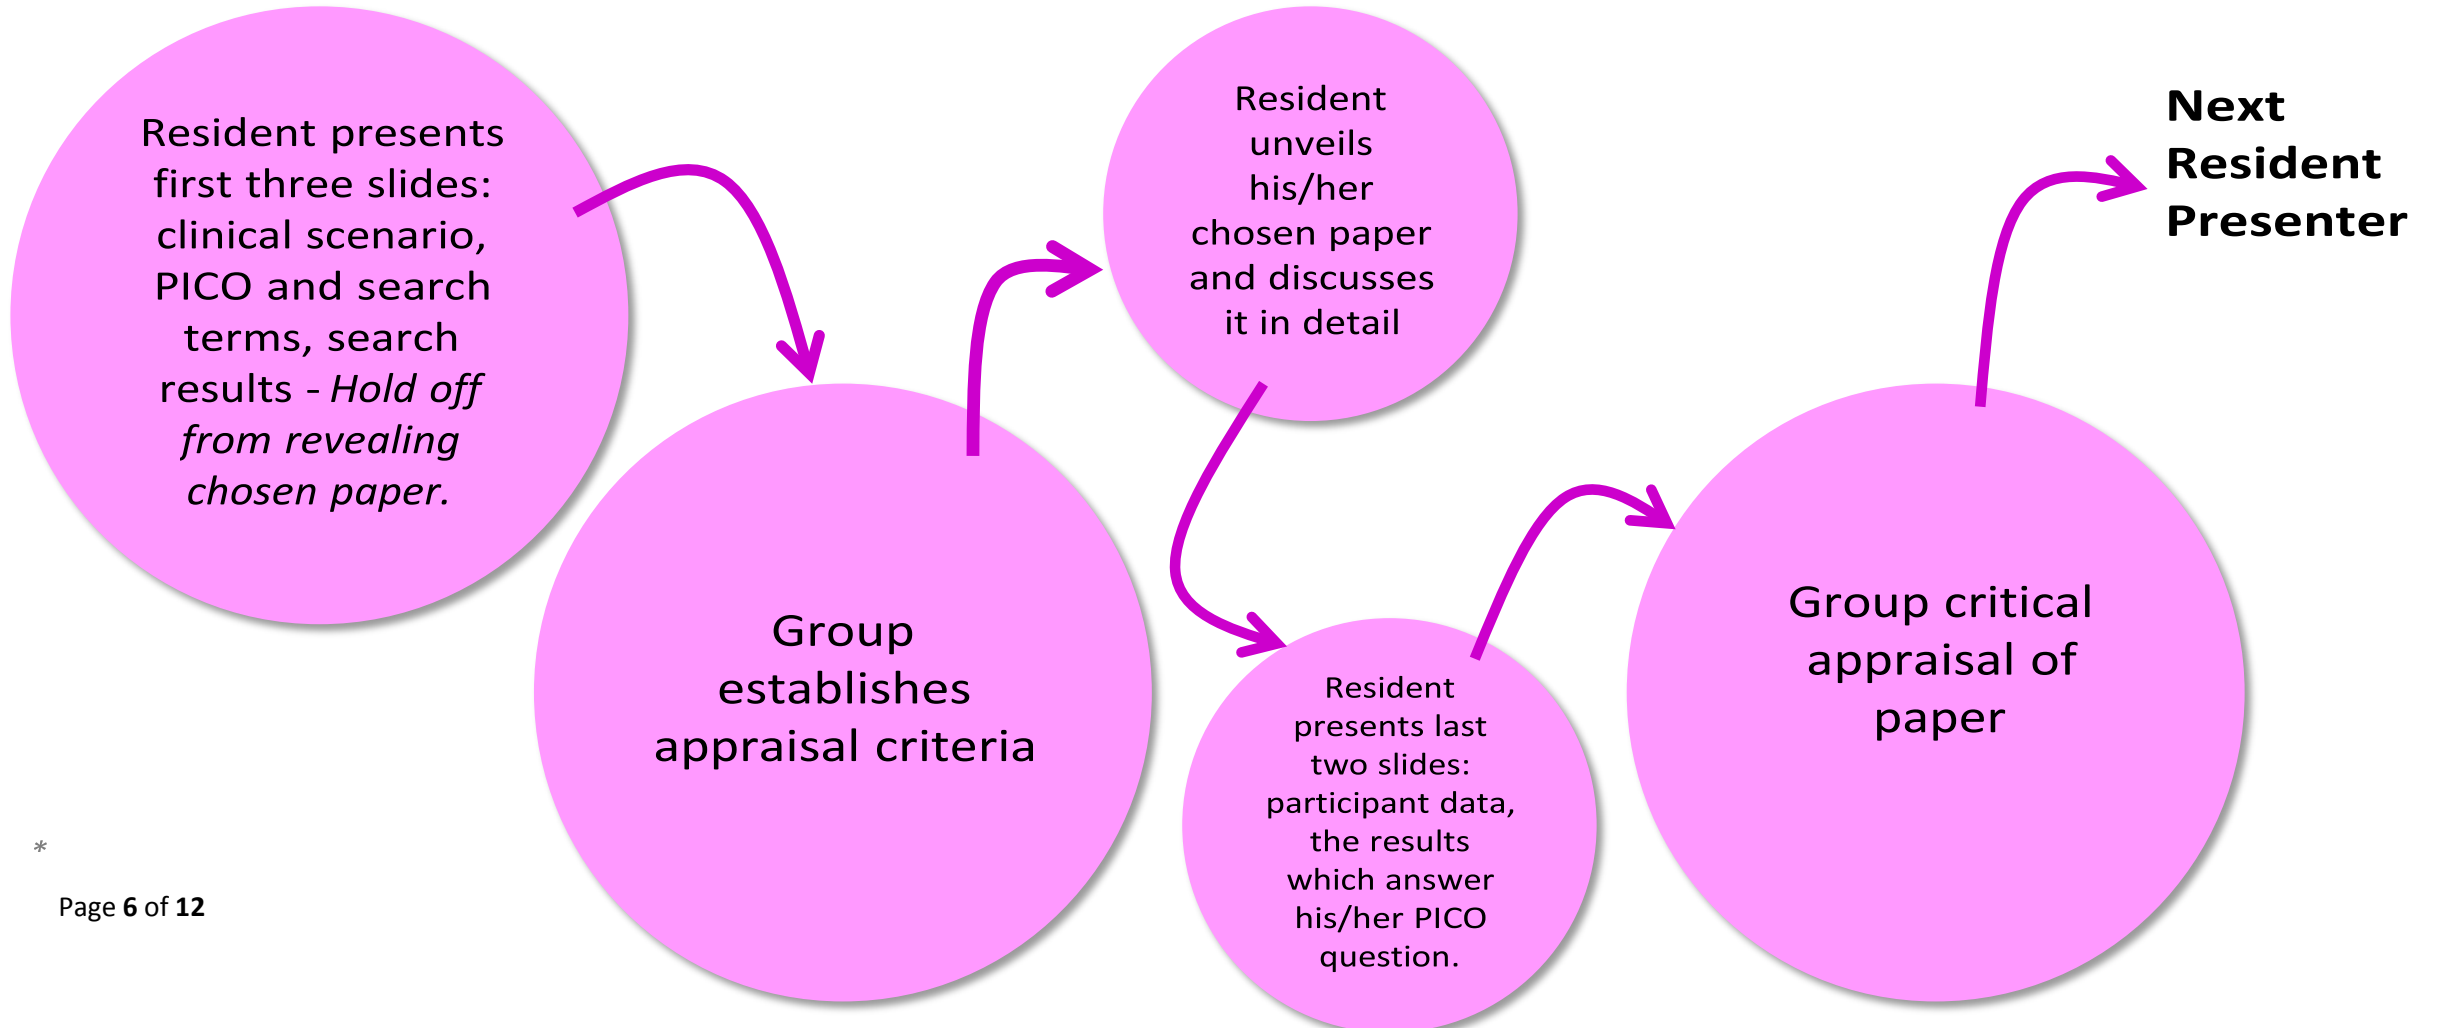 Resident presents
first three slides:
clinical scenario,
PICO and search
terms, search
results - Hold off
from revealing
chosen paper.
Group
establishes
appraisal criteria
Resident
unveils
his/her
chosen paper
and discusses
it in detail
Resident
presents last
two slides:
participant data,
the results
which answer
his/her PICO
question.
Group critical
appraisal of
paper
Next
Resident
Presenter
*
Page 6 of 12